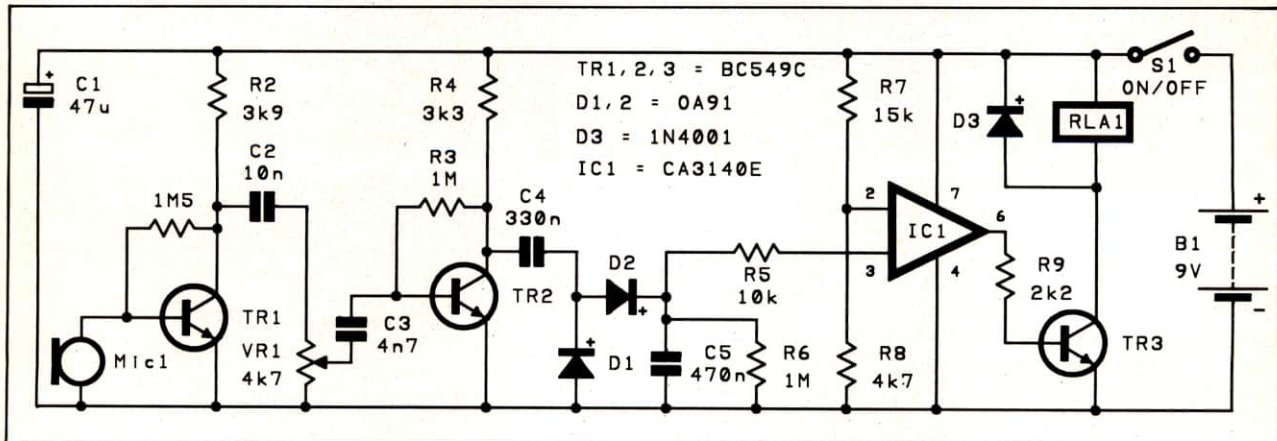 C1
+
47u
R2
3k9
C2
10n
1M5
Mic1
TR1
VR1
4k7
C3
4n7
R4
3k3
R3
1M
C4
330n
TR2
TR1,2,3 = BC549C
D1,2 = OA91
D3 = 1N4001
IC1 = CA3140E
D2
+
+
D1
C5
470n
R6
1M
R5
10k
R7
15k
R8
4k7
2
3
7
4
6
IC1
R9
2k2
D3
+
RLA1
TR3
S1
ON/OFF
B1
9V
+
-